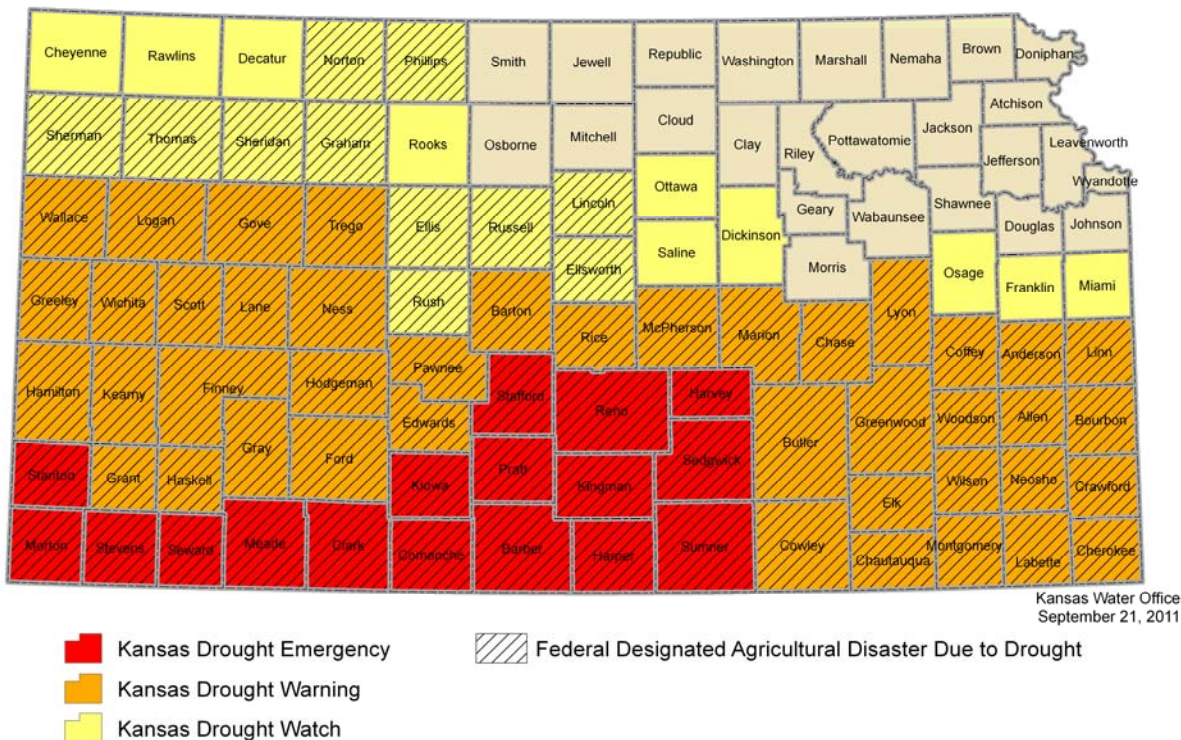 Cheyenne
Rawlins
Decatur
Norton
Phillips
Smith
Jewell
Republic
Washington
Marshall
Nemaha
Brown
Doniphan
Sherman
Thomas
Sheridan
Graham
Rooks
Osborne
Mitchell
Cloud
Clay
Riley
Pottawatomie
Jackson
Atchison
Jefferson
Leavenworth
Wyandotte
Wallace
Logan
Gove
Trego
Ellis
Russell
Lincoln
Ottawa
Saline
Dickinson
Geary
Wabaunsee
Shawnee
Douglas
Johnson
Ellsworth
Morris
Osage
Franklin
Miami
Greeley
Wichita
Scott
Lane
Ness
Rush
Barton
Rice
McPherson
Marion
Chase
Lyon
Coffey
Anderson
Linn
Hamilton
Kearny
Finney
Hodgeman
Pawnee
Stafford
Reno
Harvey
Edwards
Gray
Ford
Sedgwick
Butler
Greenwood
Woodson
Allen
Bourbon
Stanton
Grant
Haskell
Kiowa
Pratt
Kingman
Elk
Wilson
Neosho
Crawford
Morton
Stevens
Seward
Meade
Clark
Comanche
Barber
Harper
Sumner
Cowley
Chautauqua
Montgomery
Labette
Cherokee
Kansas Water Office
September 21, 2011
Kansas Drought Emergency
Federal Designated Agricultural Disaster Due to Drought
Kansas Drought Warning
Kansas Drought Watch